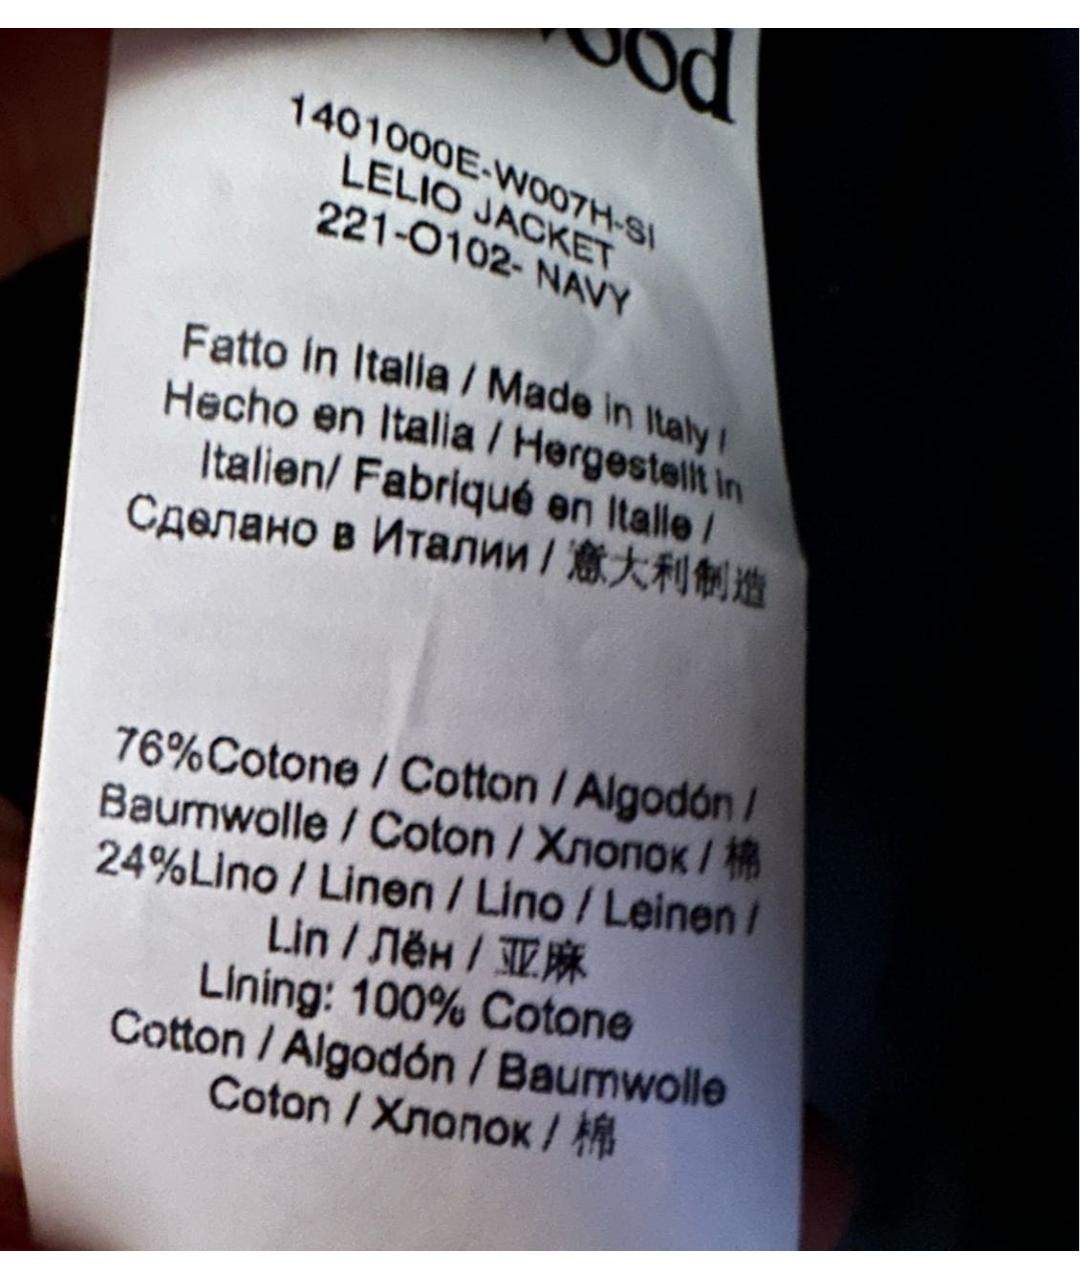 wood
1401000E-W007H-SI
LELIO JACKET
221-O102- NAVY
Fatto in Italia / Made in Italy /
Hecho en Italia / Hergestellt in
Italien/ Fabriqué en Italie /
Сделано в Италии / 意大利制造
76%Cotone / Cotton / Algodón /
Baumwolle / Coton / Хлопок / 棉
24%Lino / Linen / Lino / Leinen /
Lin / Лён / 亚麻
Lining: 100% Cotone
Cotton / Algodón / Baumwolle
Coton / Хлопок / 棉